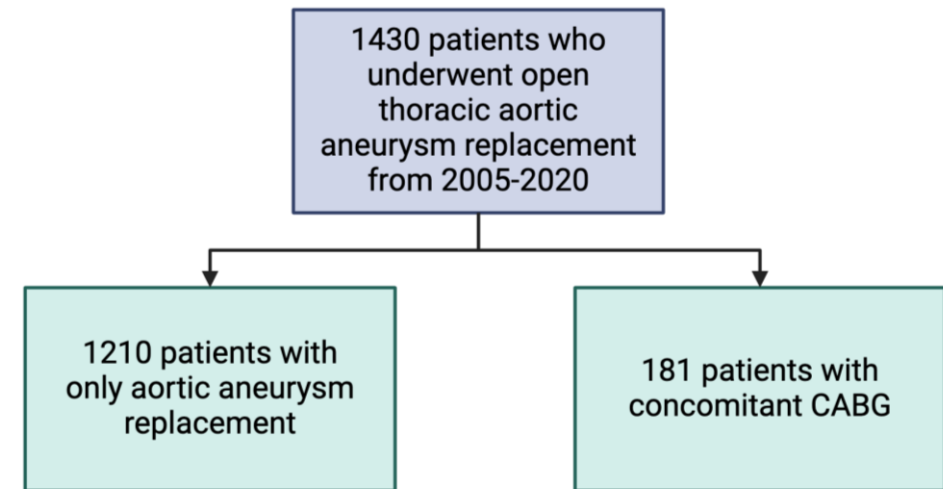 1430 patients who
underwent open
thoracic aortic
aneurysm replacement
from 2005-2020
1210 patients with
only aortic aneurysm
replacement
181 patients with
concomitant CABG